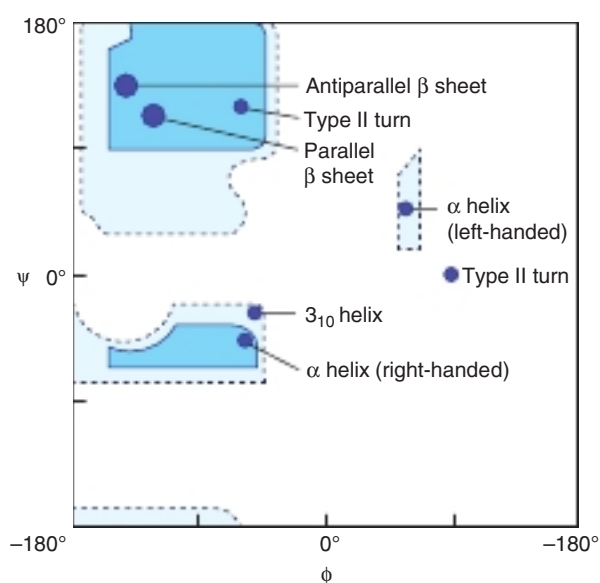 180°
Antiparallel β sheet
Type II turn
Parallel
β sheet
α helix
(left-handed)
Type II turn
ψ 0°
3₁₀ helix
α helix (right-handed)
–180° 0° –180°
ϕ